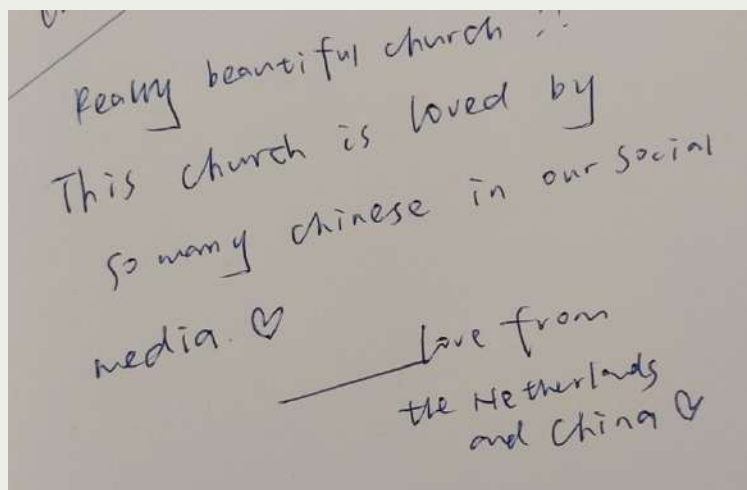 Really beautiful church !!
This church is loved by
so many chinese in our social
media. ♡
——— love from
the Netherlands
and China ♡